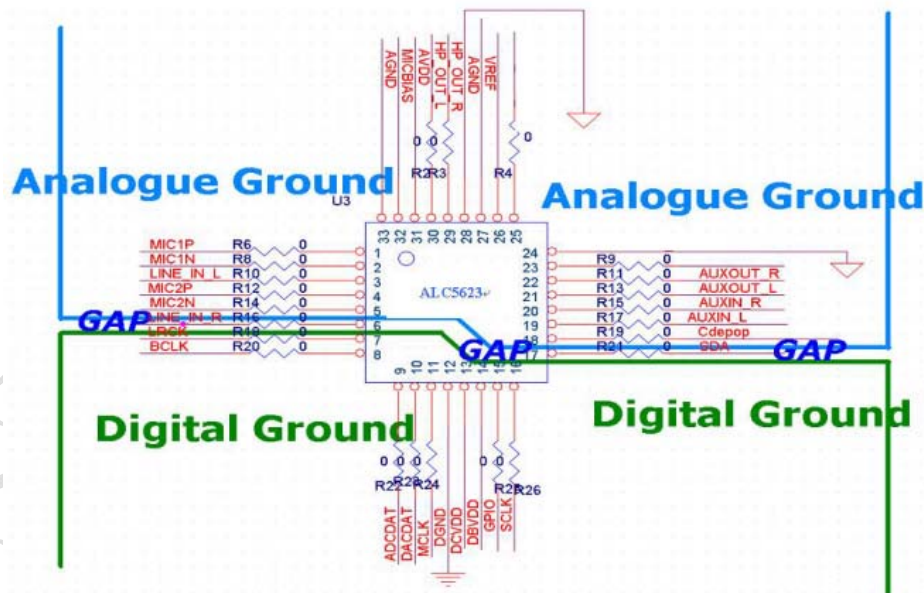 AGND
MICBIAS
AVDD
HP_OUT_L
HP_OUT_R
AGND
VREF
0 0 0
R2 R3 R4
Analogue Ground
Analogue Ground
U3
33 32 31 30 29 28 27 26 25
MIC1P R6 0 1
MIC1N R8 0 2
LINE_IN_L R10 0 3
MIC2P R12 0 4
MIC2N R14 0 5
LINE_IN_R R16 0 6
LRCK R18 0 7
BCLK R20 0 8
ALC5623
24 R9 0
23 R11 0 AUXOUT_R
22 R13 0 AUXOUT_L
21 R15 0 AUXIN_R
20 R17 0 AUXIN_L
19 R19 0 Cdepop
18 R21 0 SDA
17
GAP
GAP
GAP
9 10 11 12 13 14 15 16
Digital Ground
Digital Ground
0 0 0 0 0
R22 R23 R24 R25 R26
ADCDAT
DACDAT
MCLK
DGND
DCVDD
DBVDD
GPIO
SCLK